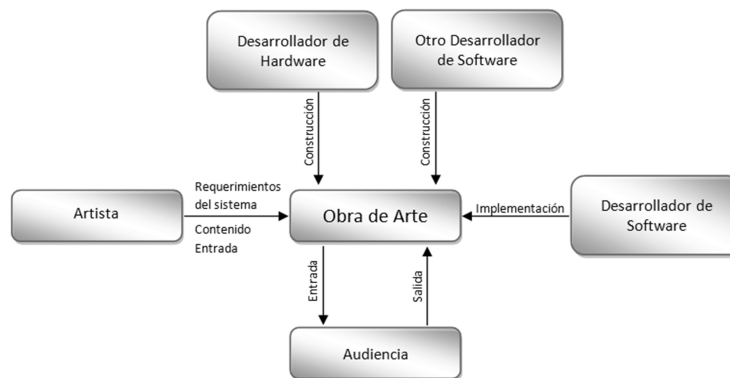 Desarrollador de
Hardware
Otro Desarrollador
de Software
Construcción
Construcción
Artista
Requerimientos
del sistema
Contenido
Entrada
Obra de Arte
Implementación
Desarrollador de
Software
Entrada
Salida
Audiencia